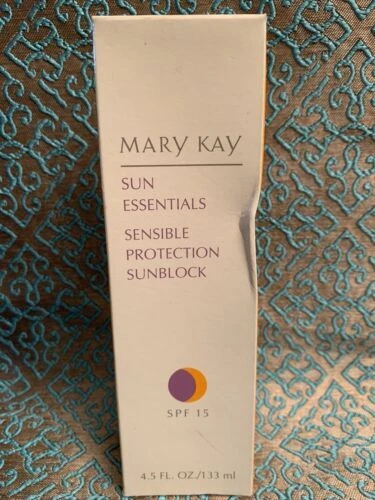 MARY KAY
SUN
ESSENTIALS
SENSIBLE
PROTECTION
SUNBLOCK
SPF 15
4.5 FL. OZ./133 ml